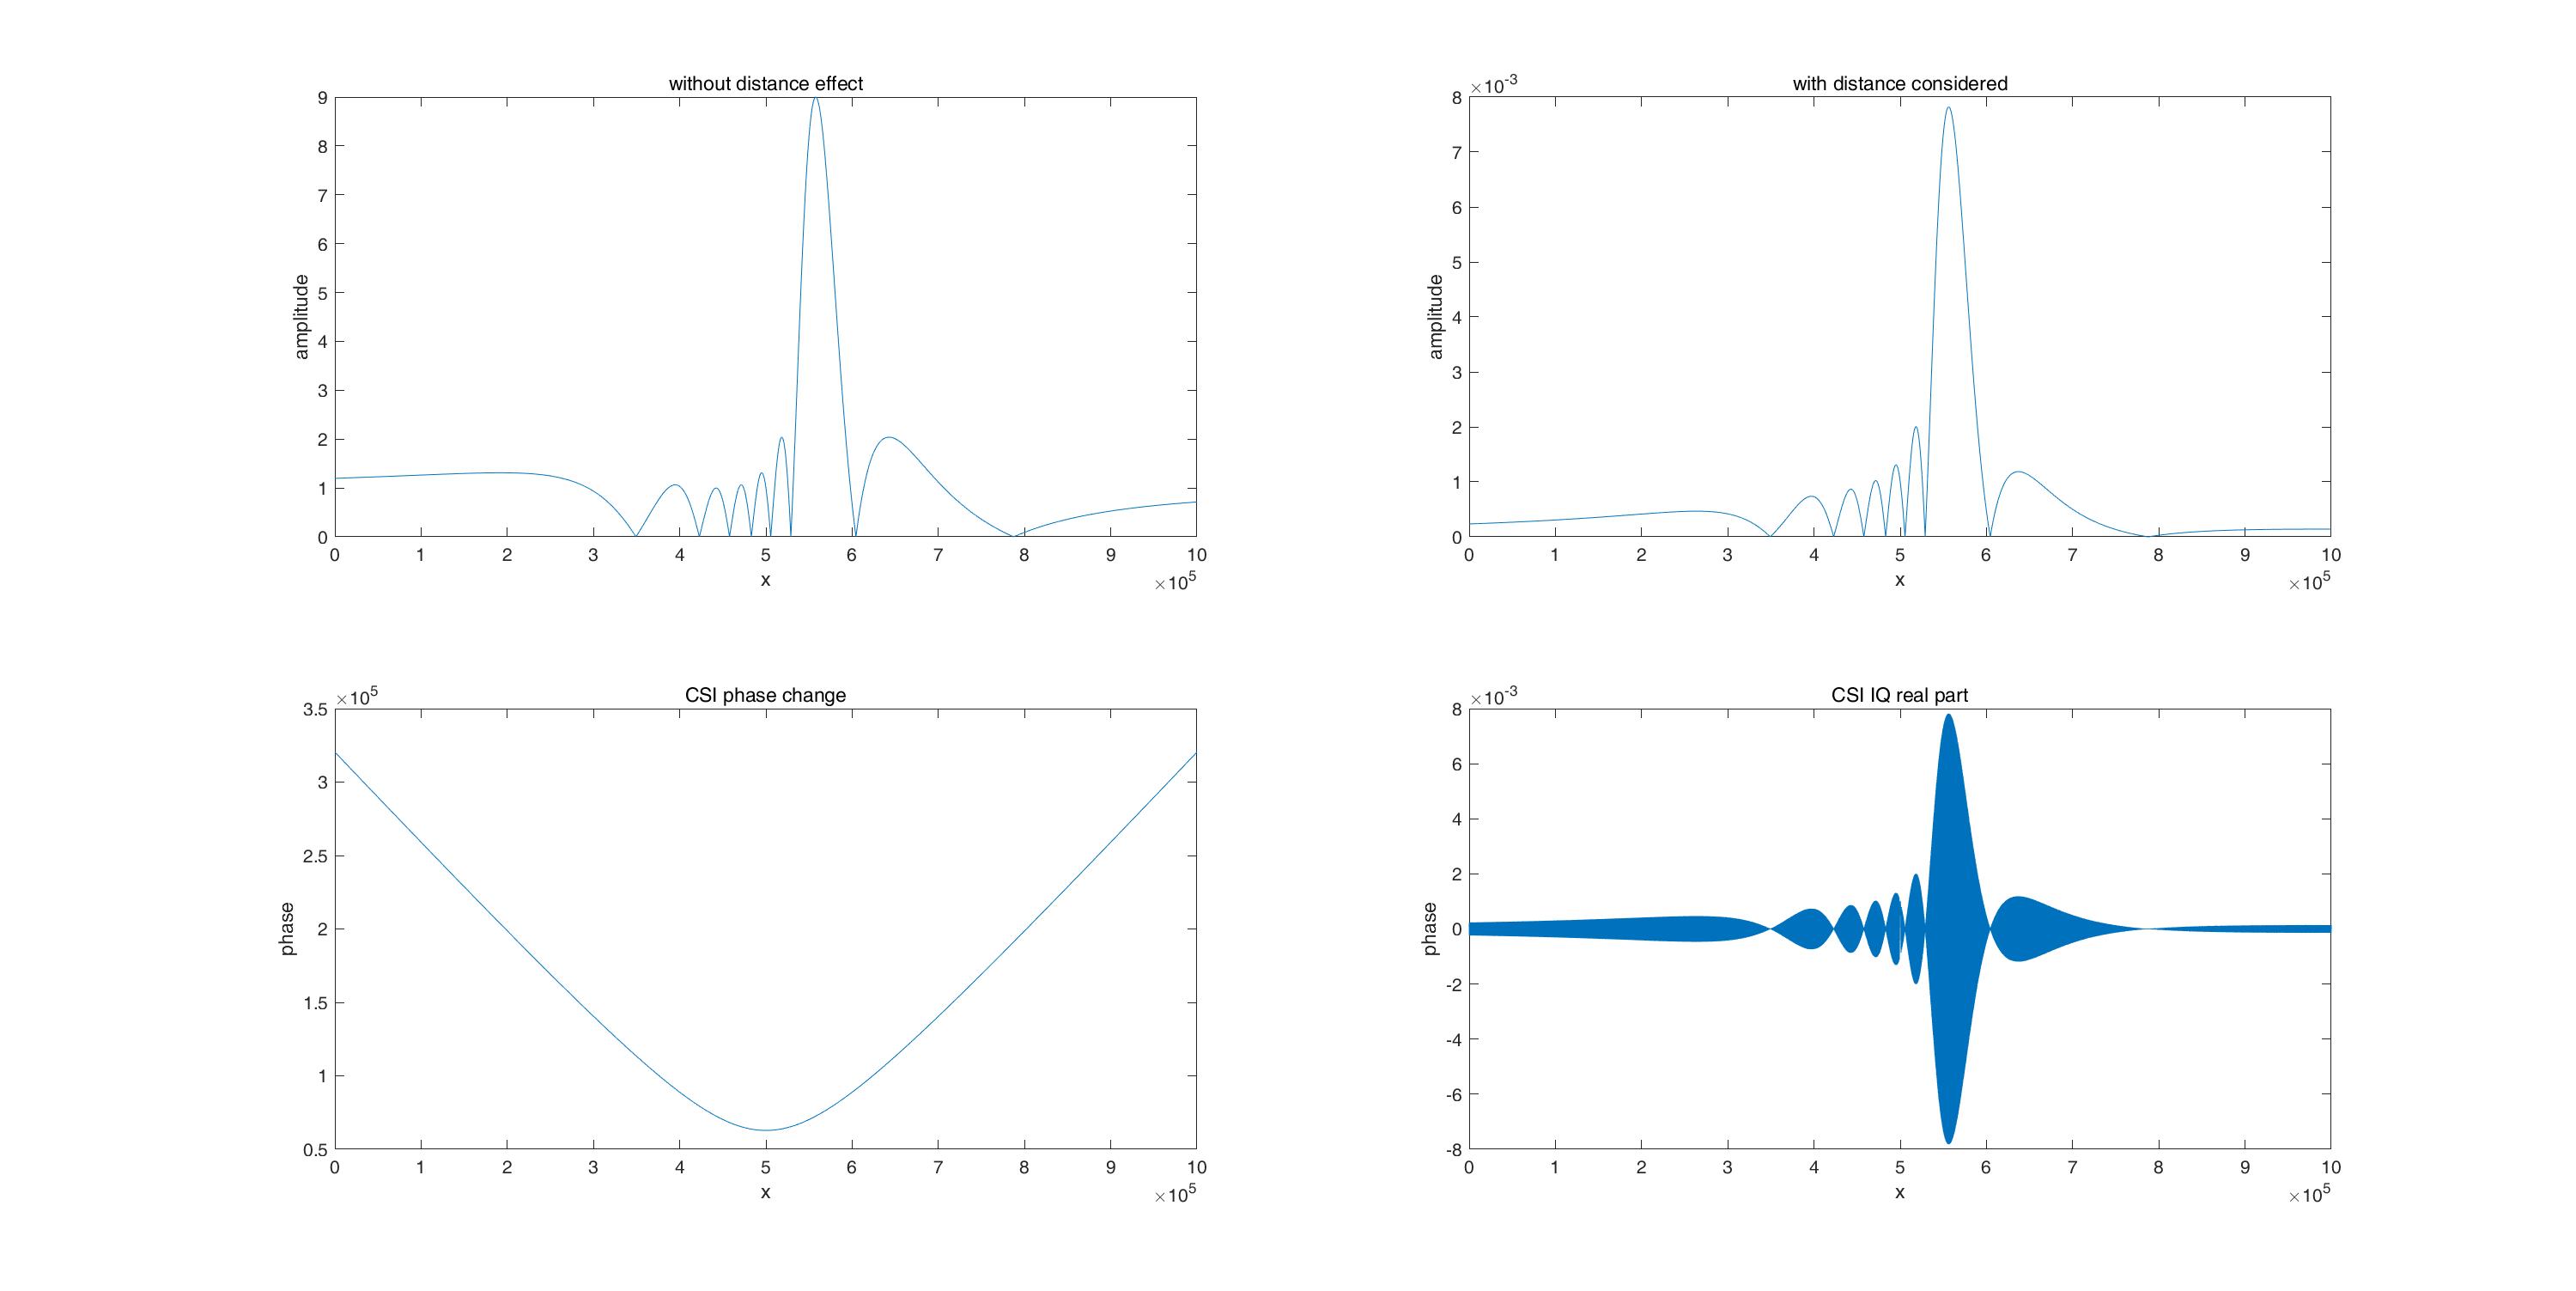 without distance effect
9
8
7
6
5
4
3
2
1
0
amplitude
0 1 2 3 4 5 6 7 8 9 10
x
×10^5
with distance considered
×10^-3
8
7
6
5
4
3
2
1
0
amplitude
0 1 2 3 4 5 6 7 8 9 10
x
×10^5
CSI phase change
×10^5
3.5
3
2.5
2
1.5
1
0.5
phase
0 1 2 3 4 5 6 7 8 9 10
x
×10^5
CSI IQ real part
×10^-3
8
6
4
2
0
-2
-4
-6
-8
phase
0 1 2 3 4 5 6 7 8 9 10
x
×10^5